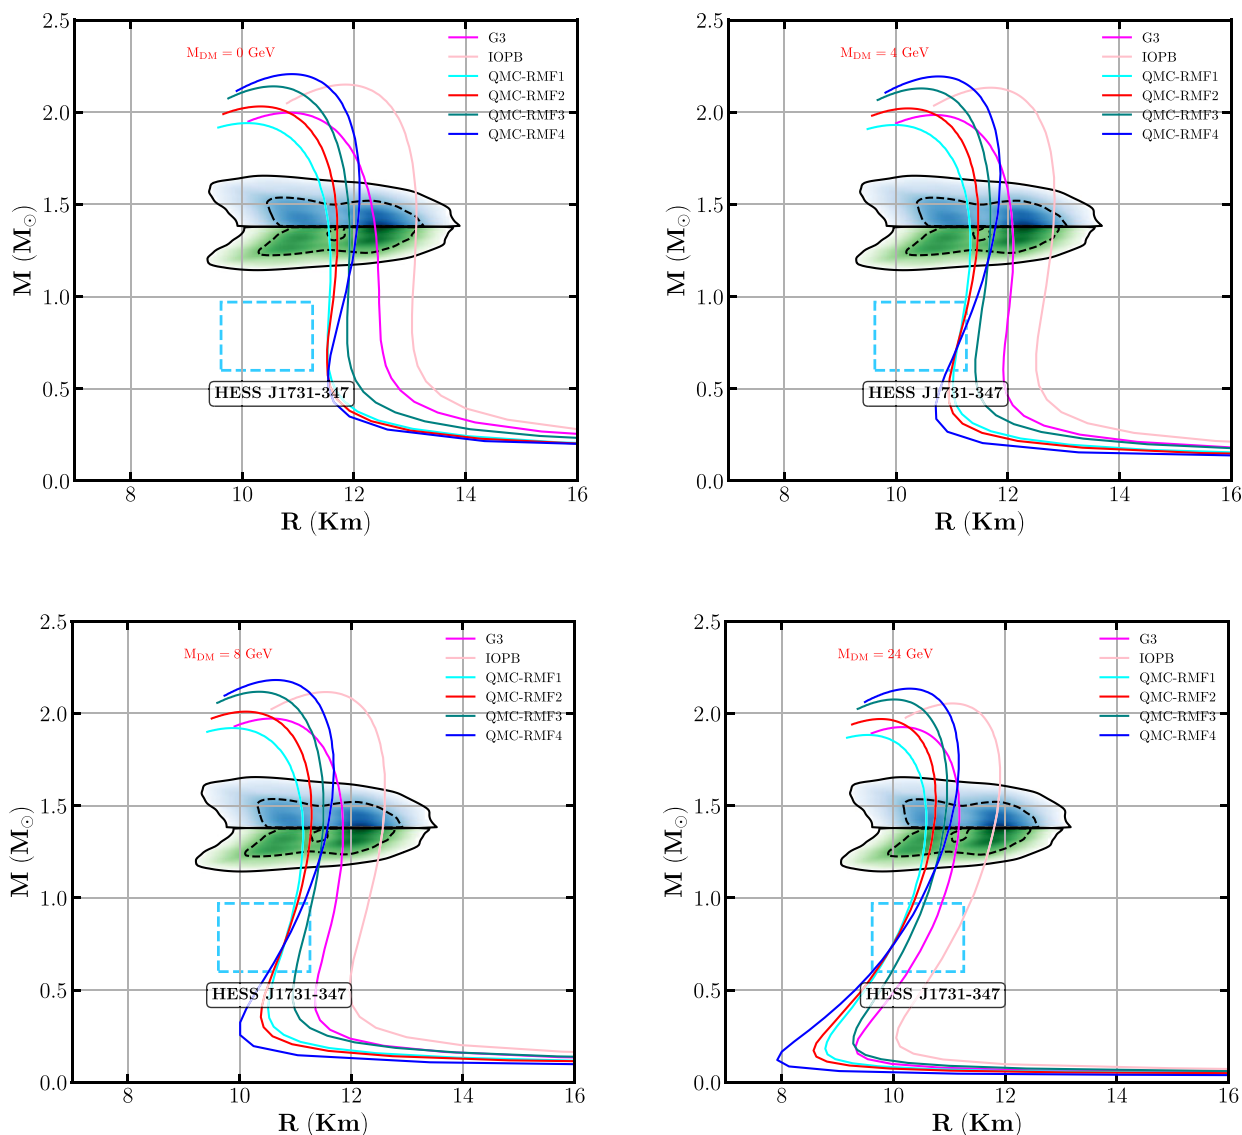 2.5
2.0
1.5
1.0
0.5
0.0
M (M⊙)
M_DM = 0 GeV
G3
IOPB
QMC-RMF1
QMC-RMF2
QMC-RMF3
QMC-RMF4
HESS J1731-347
8 10 12 14 16
R (Km)
2.5
2.0
1.5
1.0
0.5
0.0
M (M⊙)
M_DM = 4 GeV
G3
IOPB
QMC-RMF1
QMC-RMF2
QMC-RMF3
QMC-RMF4
HESS J1731-347
8 10 12 14 16
R (Km)
2.5
2.0
1.5
1.0
0.5
0.0
M (M⊙)
M_DM = 8 GeV
G3
IOPB
QMC-RMF1
QMC-RMF2
QMC-RMF3
QMC-RMF4
HESS J1731-347
8 10 12 14 16
R (Km)
2.5
2.0
1.5
1.0
0.5
0.0
M (M⊙)
M_DM = 24 GeV
G3
IOPB
QMC-RMF1
QMC-RMF2
QMC-RMF3
QMC-RMF4
HESS J1731-347
8 10 12 14 16
R (Km)